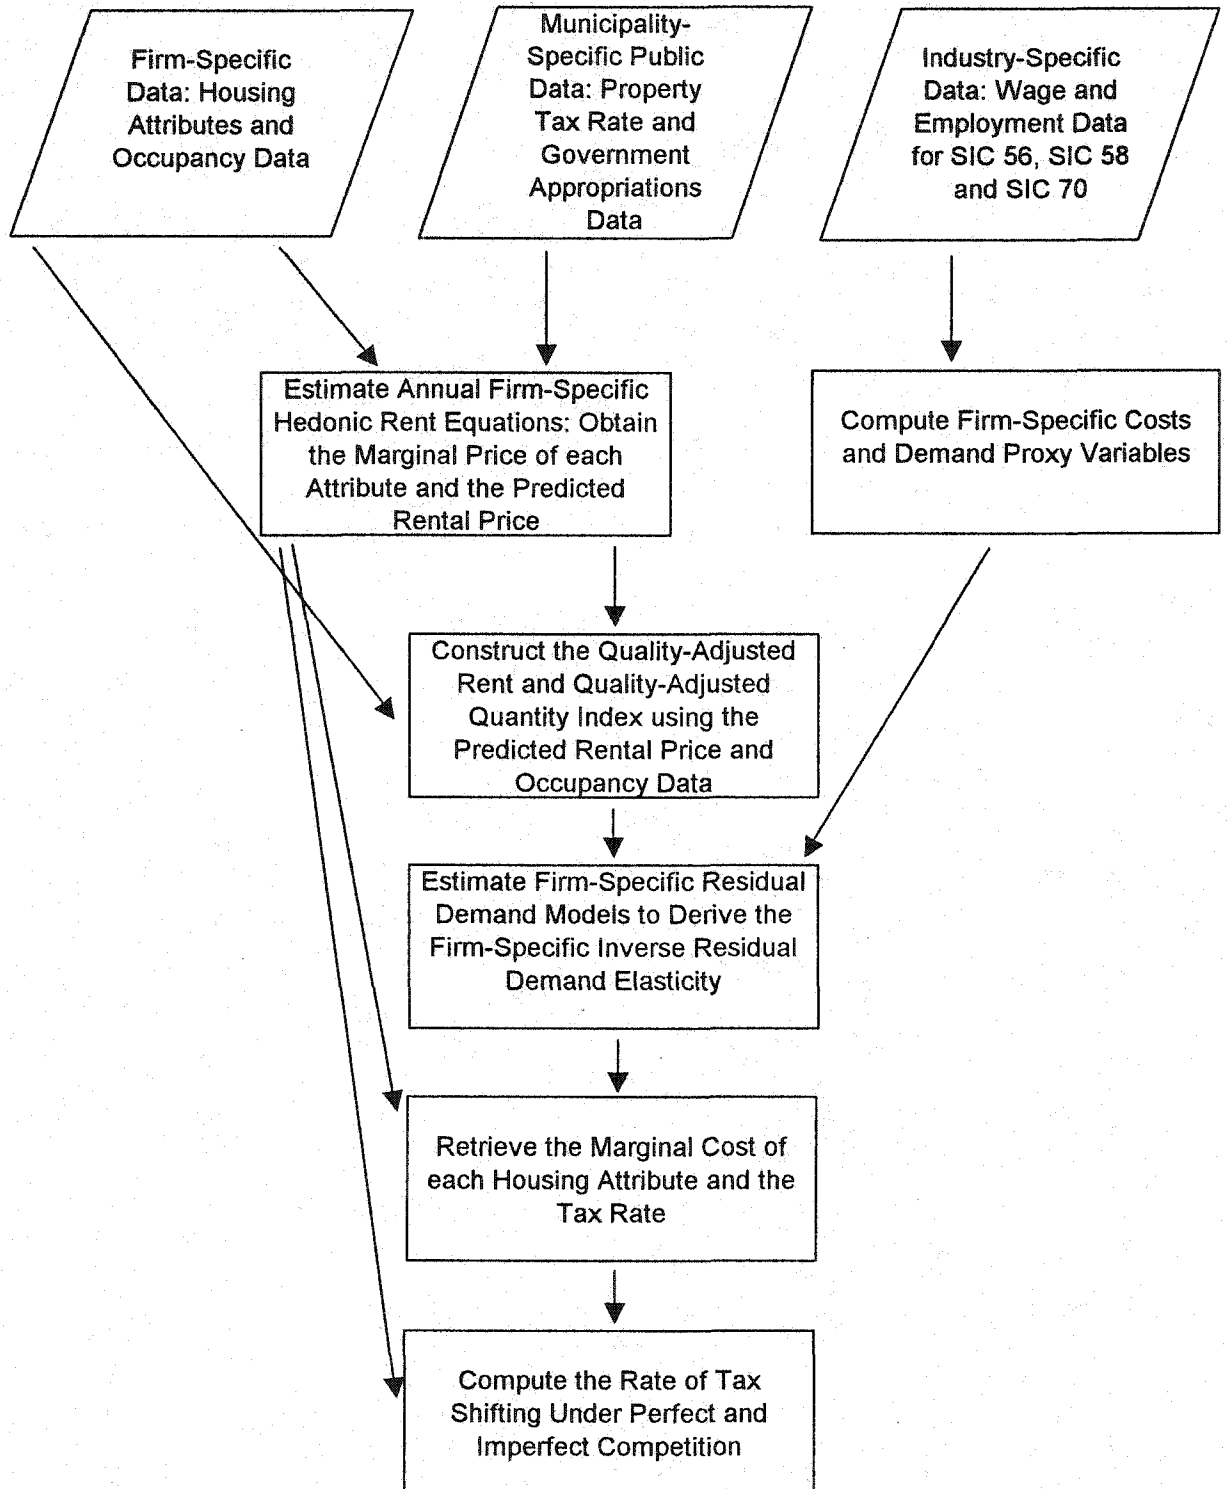 Firm-Specific
Data: Housing
Attributes and
Occupancy Data
Municipality-
Specific Public
Data: Property
Tax Rate and
Government
Appropriations
Data
Industry-Specific
Data: Wage and
Employment Data
for SIC 56, SIC 58
and SIC 70
Estimate Annual Firm-Specific
Hedonic Rent Equations: Obtain
the Marginal Price of each
Attribute and the Predicted
Rental Price
Compute Firm-Specific Costs
and Demand Proxy Variables
Construct the Quality-Adjusted
Rent and Quality-Adjusted
Quantity Index using the
Predicted Rental Price and
Occupancy Data
Estimate Firm-Specific Residual
Demand Models to Derive the
Firm-Specific Inverse Residual
Demand Elasticity
Retrieve the Marginal Cost of
each Housing Attribute and the
Tax Rate
Compute the Rate of Tax
Shifting Under Perfect and
Imperfect Competition